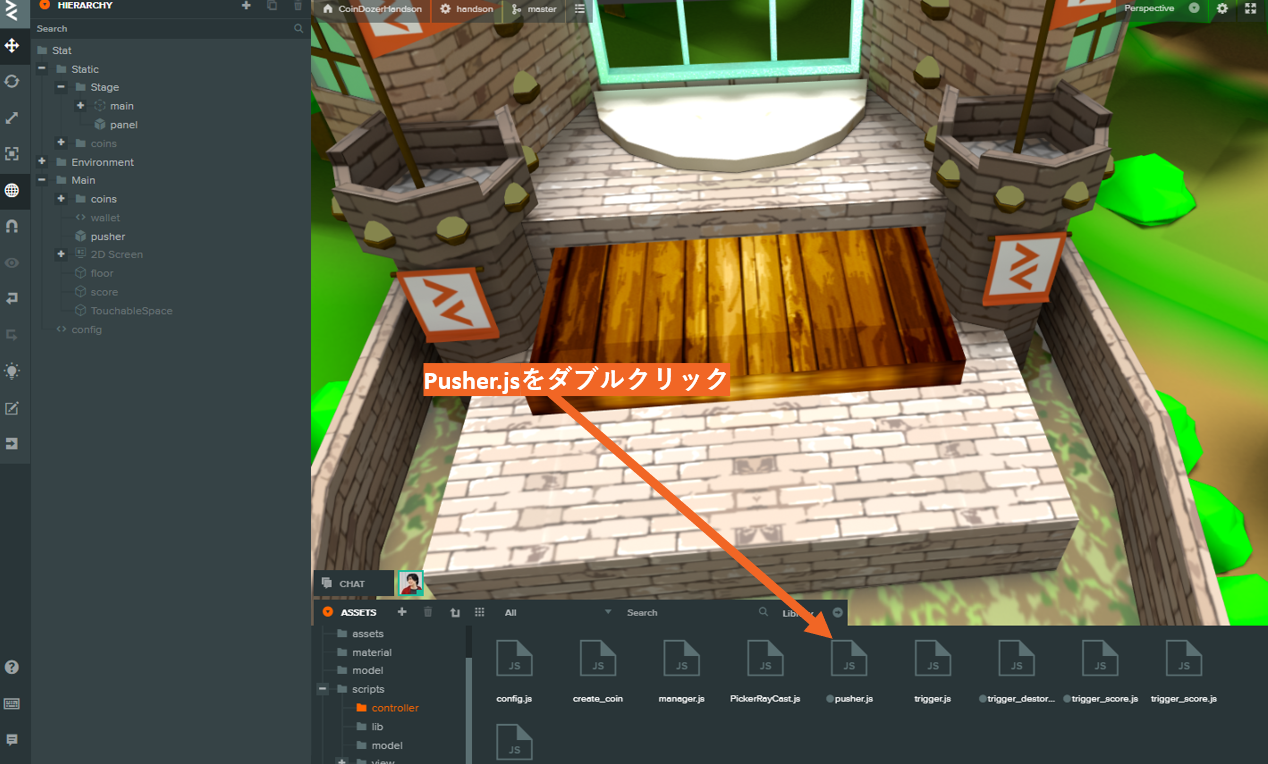 HIERARCHY
Search
Stat
Static
Stage
main
panel
coins
Environment
Main
coins
wallet
pusher
2D Screen
floor
score
TouchableSpace
config
CoinDozerHandson
handson
master
Perspective
Pusher.jsをダブルクリック
CHAT
ASSETS
All
Search
assets
material
model
scripts
controller
lib
model
view
config.js
create_coin
manager.js
PickerRayCast.js
pusher.js
trigger.js
trigger_destor...
trigger_score.js
trigger_score.js
JS
JS
JS
JS
JS
JS
JS
JS
JS
JS